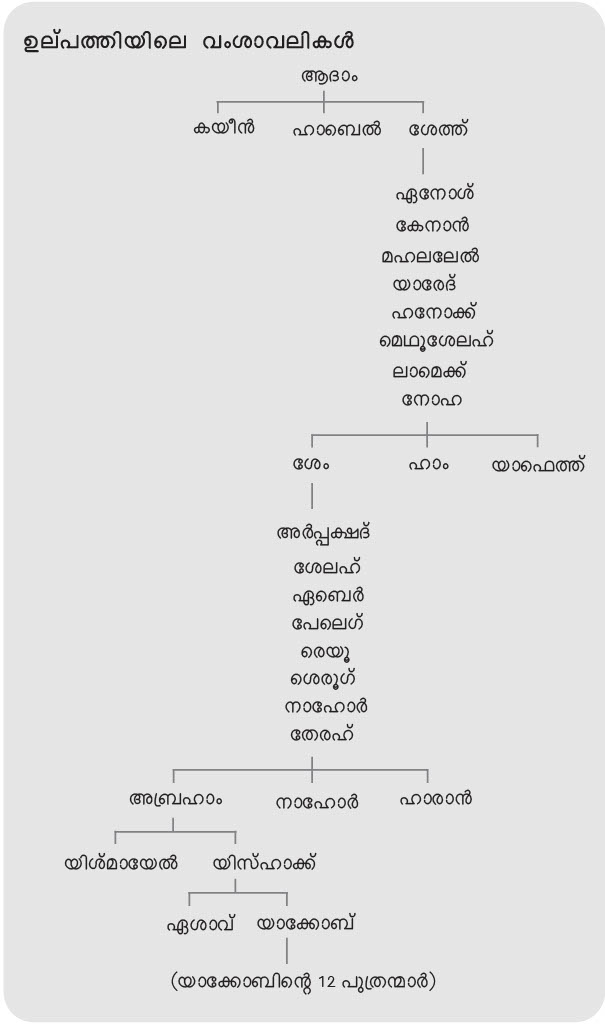 ഉല്പത്തിയിലെ വംശാവലികൾ
ആദാം
കയീൻ ഹാബെൽ ശേത്ത്
ഏനോശ്
കേനാൻ
മഹലലേൽ
യാരേദ്
ഹനോക്ക്
മെഥൂശേലഹ്
ലാമെക്ക്
നോഹ
ശേം ഹാം യാഫെത്ത്
അർപ്പക്ഷദ്
ശേലഹ്
ഏബെർ
പേലെഗ്
രെയൂ
ശെരൂഗ്
നാഹോർ
തേരഹ്
അബ്രഹാം നാഹോർ ഹാരാൻ
യിശ്മായേൽ യിസ്ഹാക്ക്
ഏശാവ് യാക്കോബ്
(യാക്കോബിന്റെ 12 പുത്രന്മാർ)